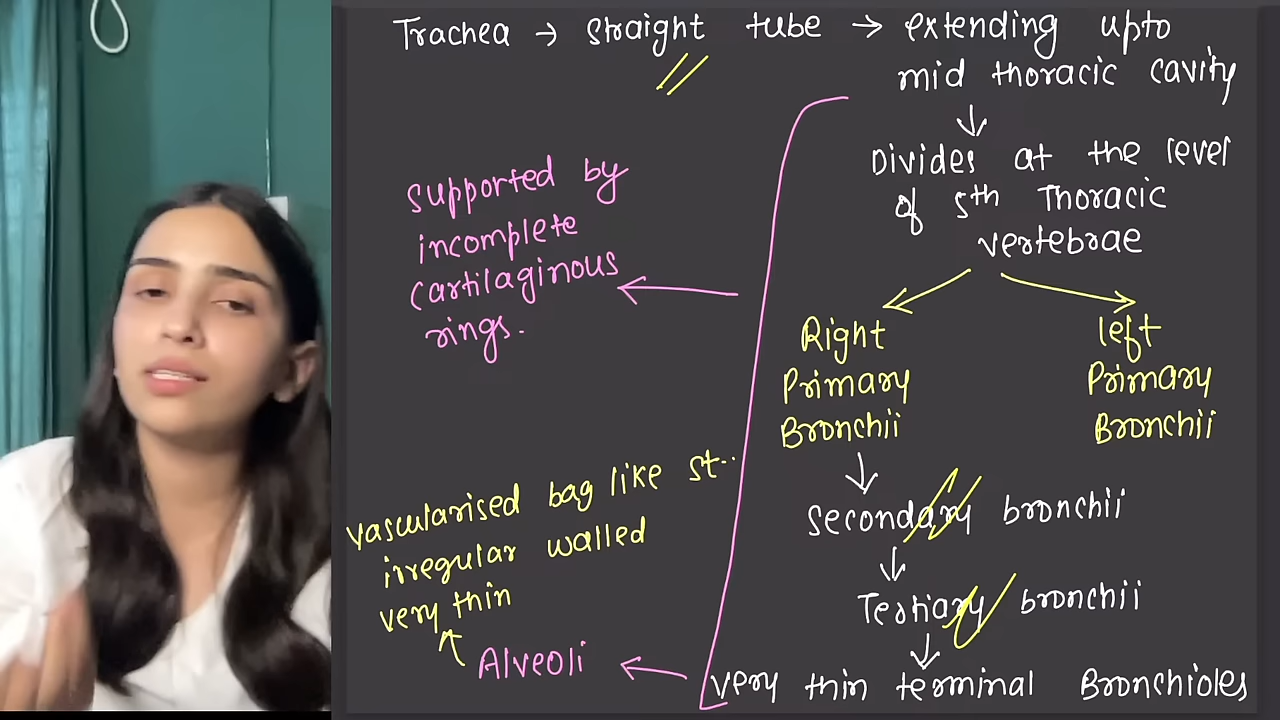 Trachea → straight tube → extending upto
mid thoracic cavity
↓
Divides at the level
of 5th Thoracic
vertebrae
Right
Primary
Bronchii
left
Primary
Bronchii
↓
secondary bronchii
↓
Tertiary bronchii
↓
very thin terminal Bronchioles
supported by
incomplete
cartilaginous
rings.
← Alveoli
vascularised bag like st..
irregular walled
very thin